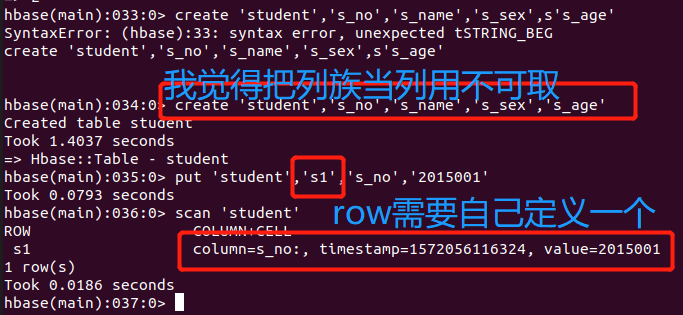 hbase(main):033:0> create 'student','s_no','s_name','s_sex',s's_age'
SyntaxError: (hbase):33: syntax error, unexpected tSTRING_BEG
create 'student','s_no','s_name','s_sex',s's_age'
我觉得把列族当列用不可取
hbase(main):034:0> create 'student','s_no','s_name','s_sex','s_age'
Created table student
Took 1.4037 seconds
=> Hbase::Table - student
hbase(main):035:0> put 'student','s1','s_no','2015001'
Took 0.0793 seconds
hbase(main):036:0> scan 'student'
row需要自己定义一个
ROW COLUMN+CELL
s1 column=s_no:, timestamp=1572056116324, value=2015001
1 row(s)
Took 0.0186 seconds
hbase(main):037:0>